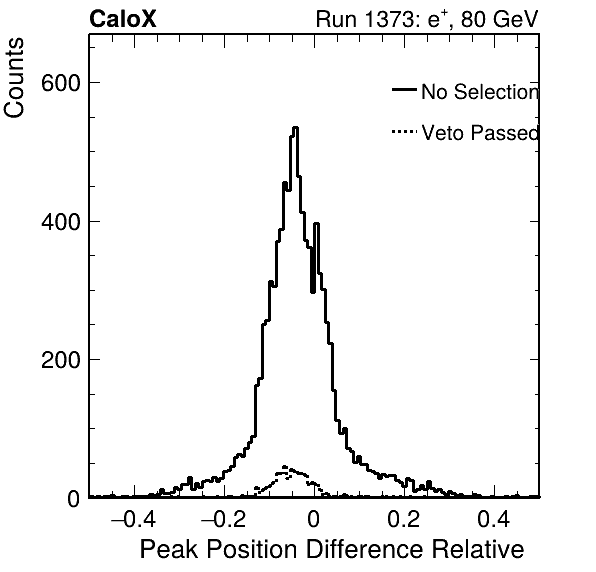 CaloX Run 1373: e⁺, 80 GeV
Counts
600
400
200
0
No Selection
Veto Passed
−0.4 −0.2 0 0.2 0.4
Peak Position Difference Relative